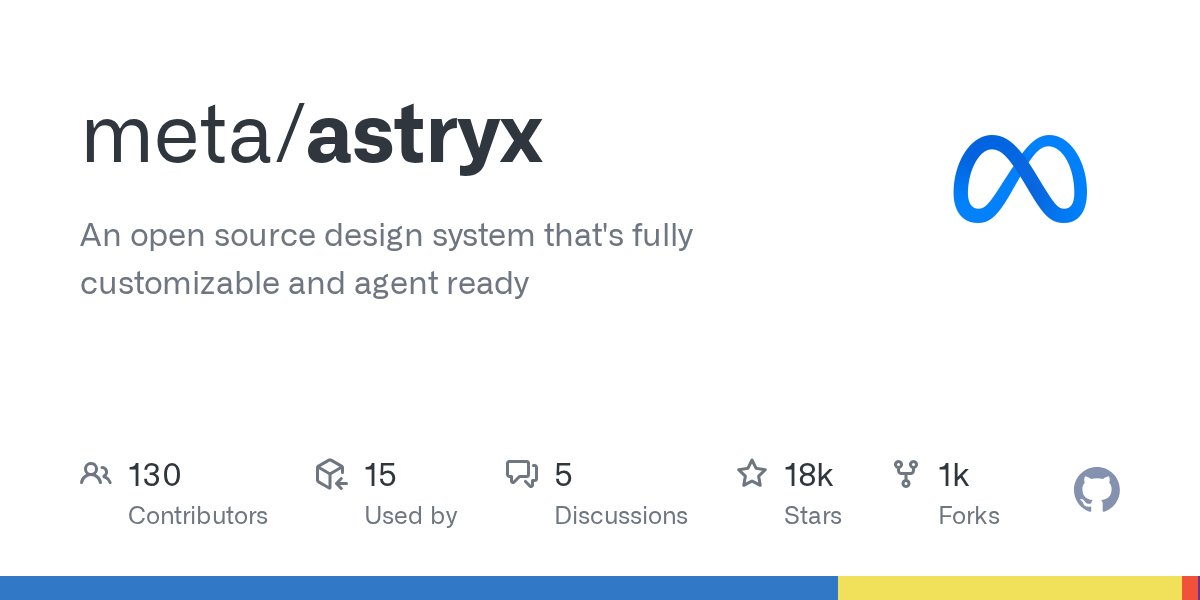 meta/astryx
An open source design system that's fully
customizable and agent ready
130
Contributors
15
Used by
5
Discussions
18k
Stars
1k
Forks